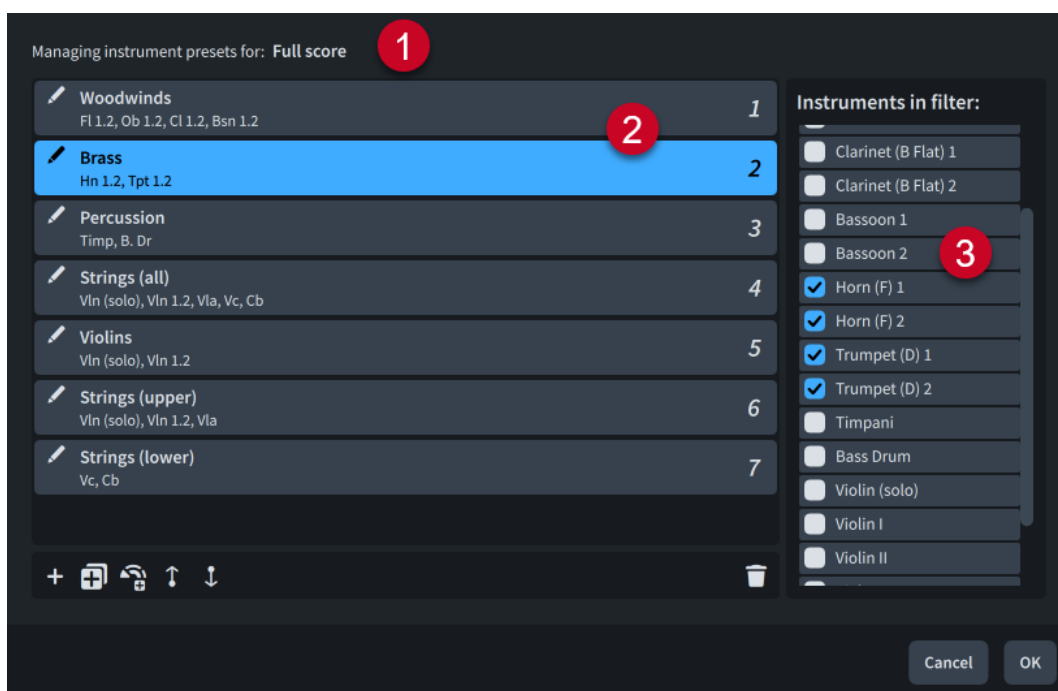 Managing instrument presets for: Full score
1
Woodwinds
Fl 1.2, Ob 1.2, Cl 1.2, Bsn 1.2
1
2
Brass
Hn 1.2, Tpt 1.2
2
Percussion
Timp, B. Dr
3
Strings (all)
Vln (solo), Vln 1.2, Vla, Vc, Cb
4
Violins
Vln (solo), Vln 1.2
5
Strings (upper)
Vln (solo), Vln 1.2, Vla
6
Strings (lower)
Vc, Cb
7
Instruments in filter:
Clarinet (B Flat) 1
Clarinet (B Flat) 2
Bassoon 1
Bassoon 2
3
Horn (F) 1
Horn (F) 2
Trumpet (D) 1
Trumpet (D) 2
Timpani
Bass Drum
Violin (solo)
Violin I
Violin II
Cancel
OK